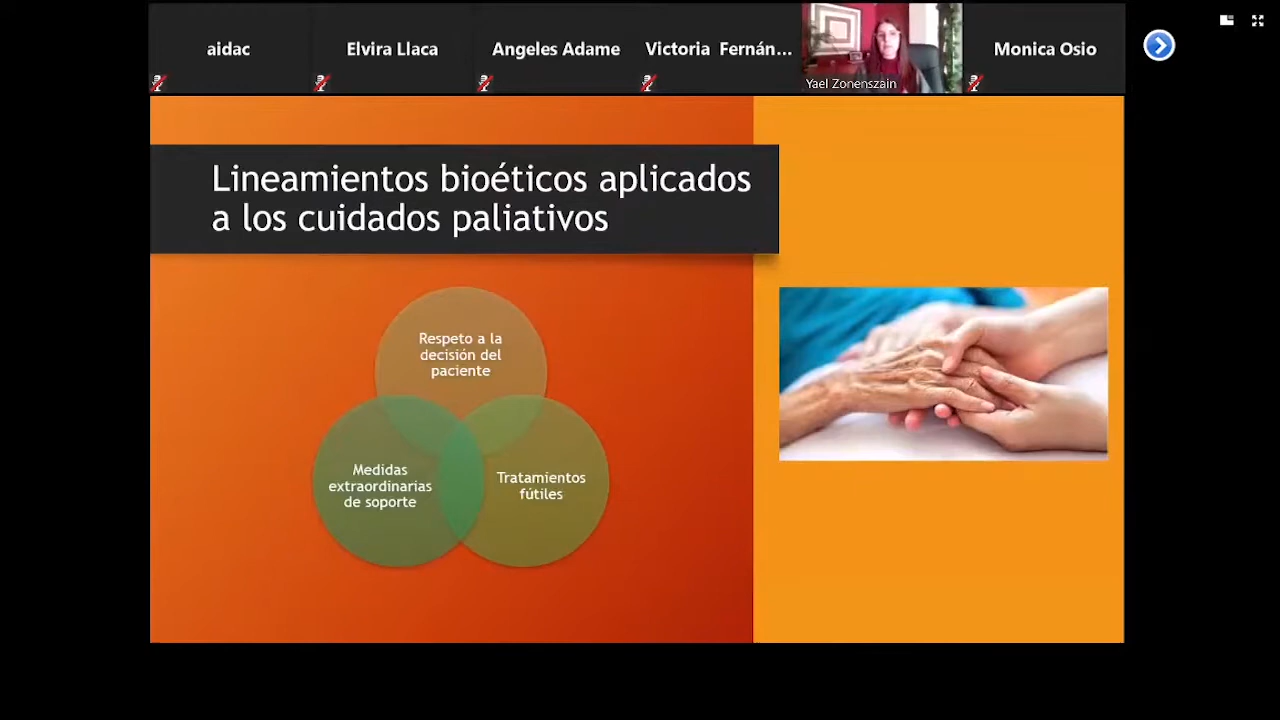 aidac
Elvira Llaca
Angeles Adame
Victoria Fernán...
Yael Zonenszain
Monica Osio
Lineamientos bioéticos aplicados
a los cuidados paliativos
Respeto a la
decisión del
paciente
Medidas
extraordinarias
de soporte
Tratamientos
fútiles